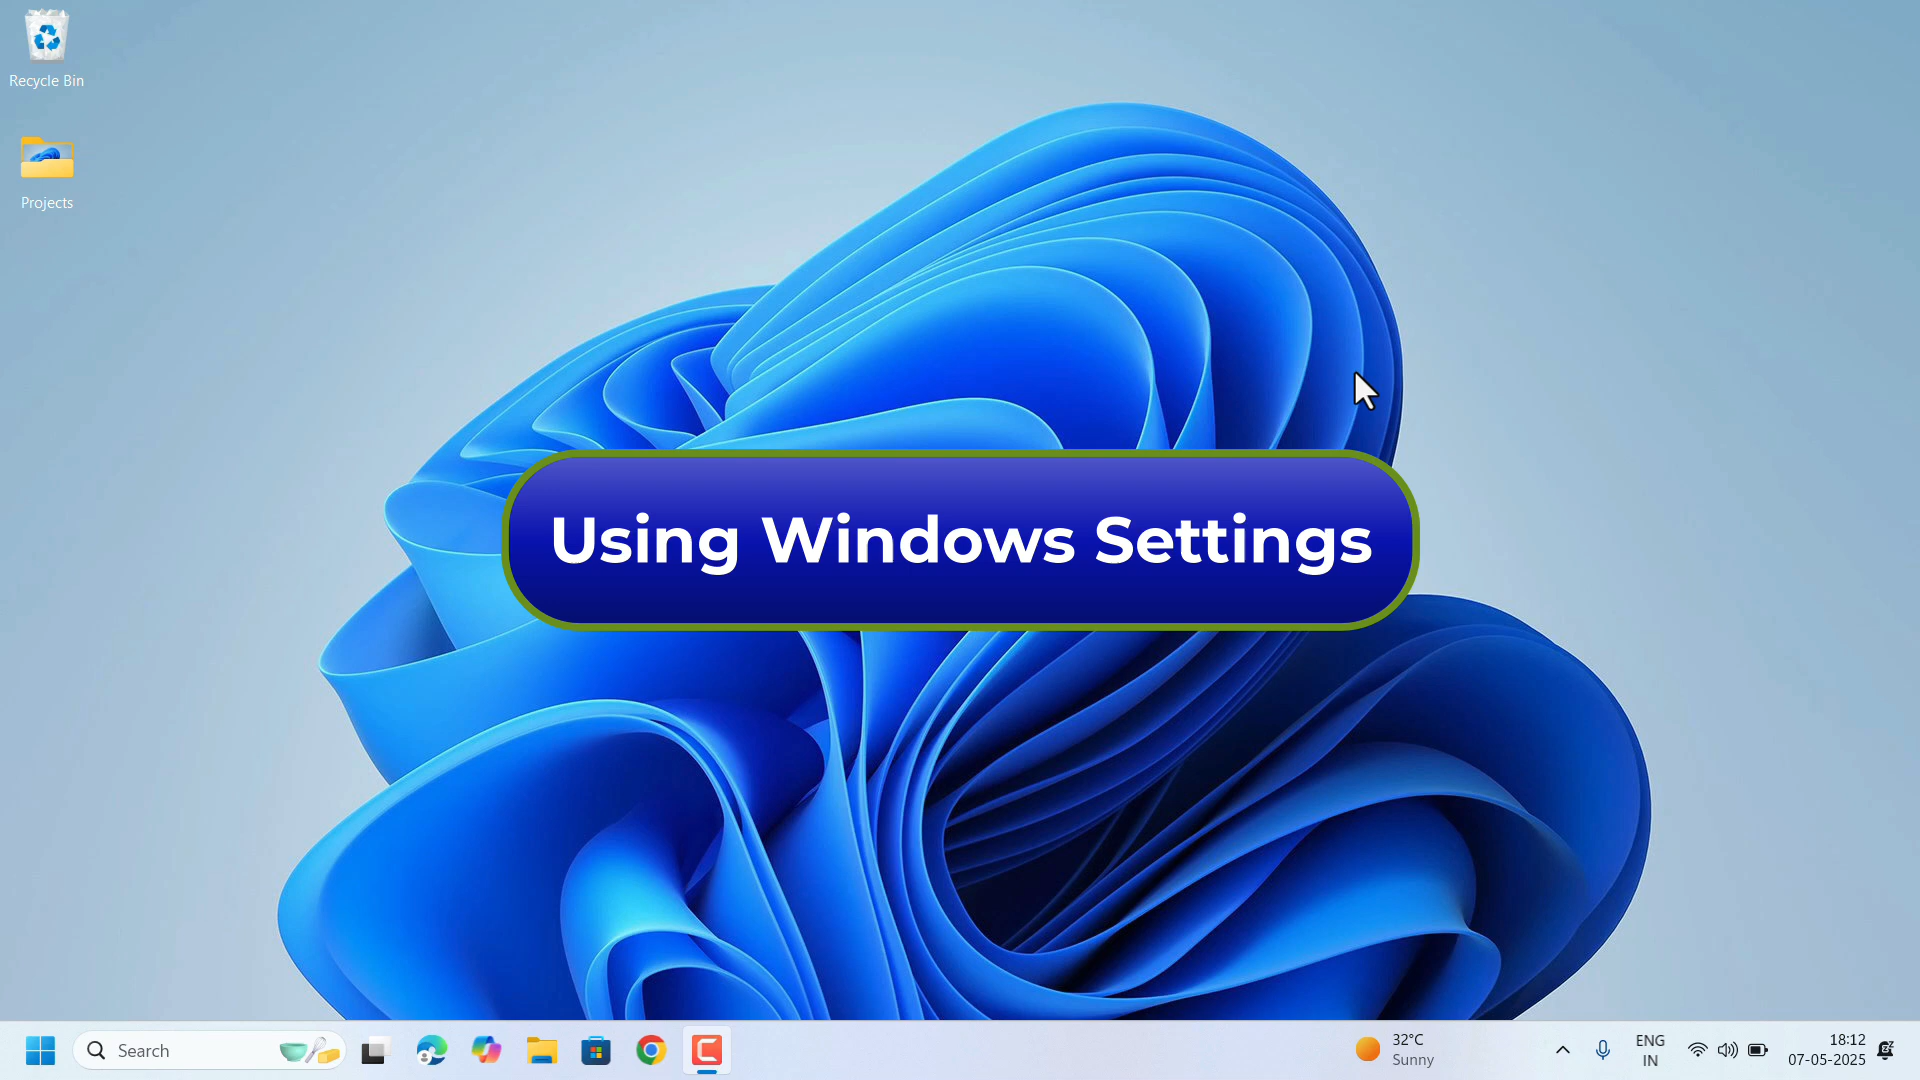 Recycle Bin
Projects
Using Windows Settings
Search
32°C
Sunny
ENG
IN
18:12
07-05-2025